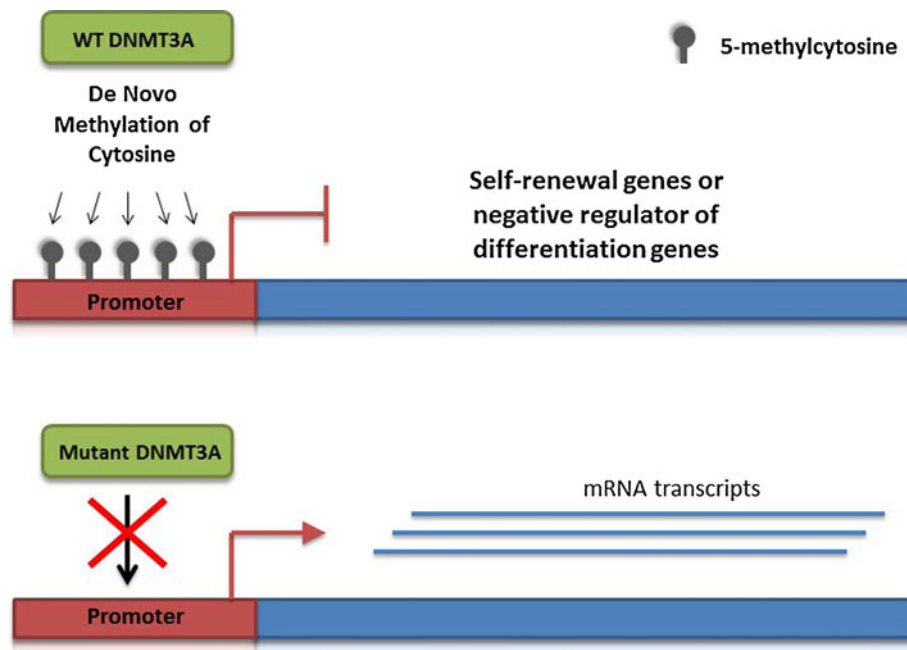 WT DNMT3A
5-methylcytosine
De Novo
Methylation of
Cytosine
Self-renewal genes or
negative regulator of
differentiation genes
Promoter
Mutant DNMT3A
mRNA transcripts
Promoter